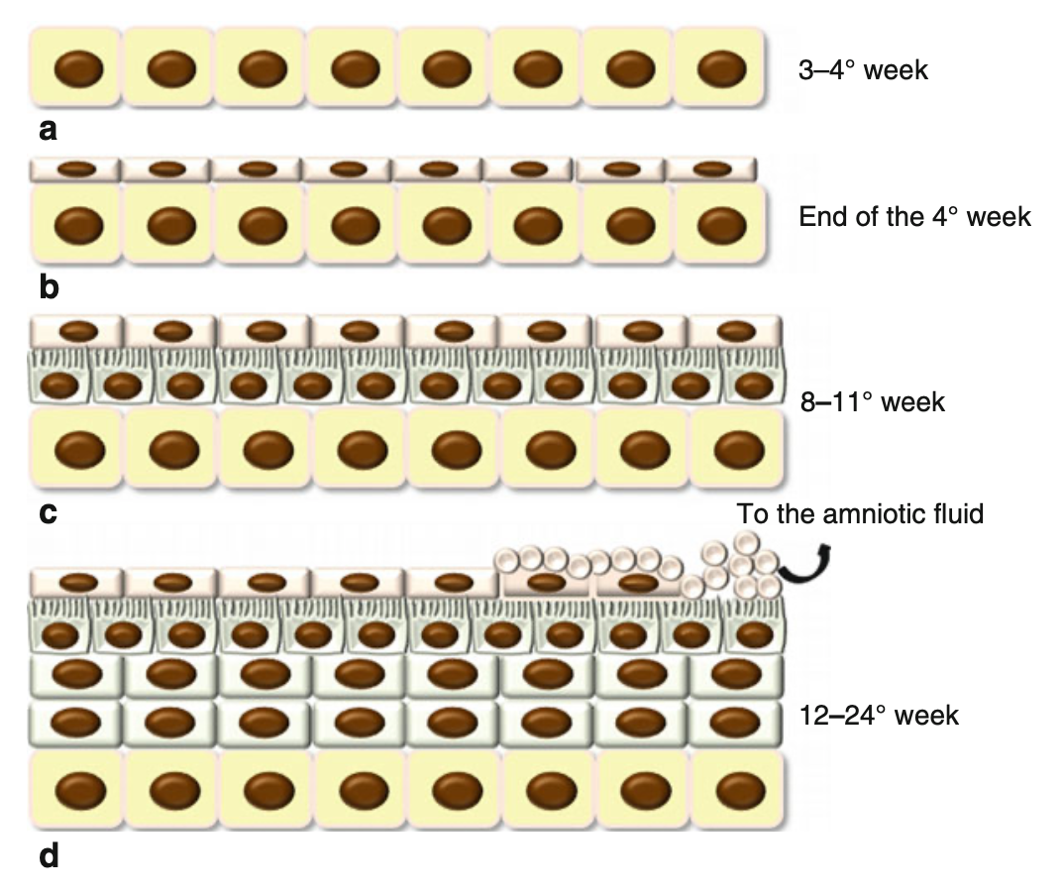 3–4° week
a
End of the 4° week
b
8–11° week
c
To the amniotic fluid
12–24° week
d